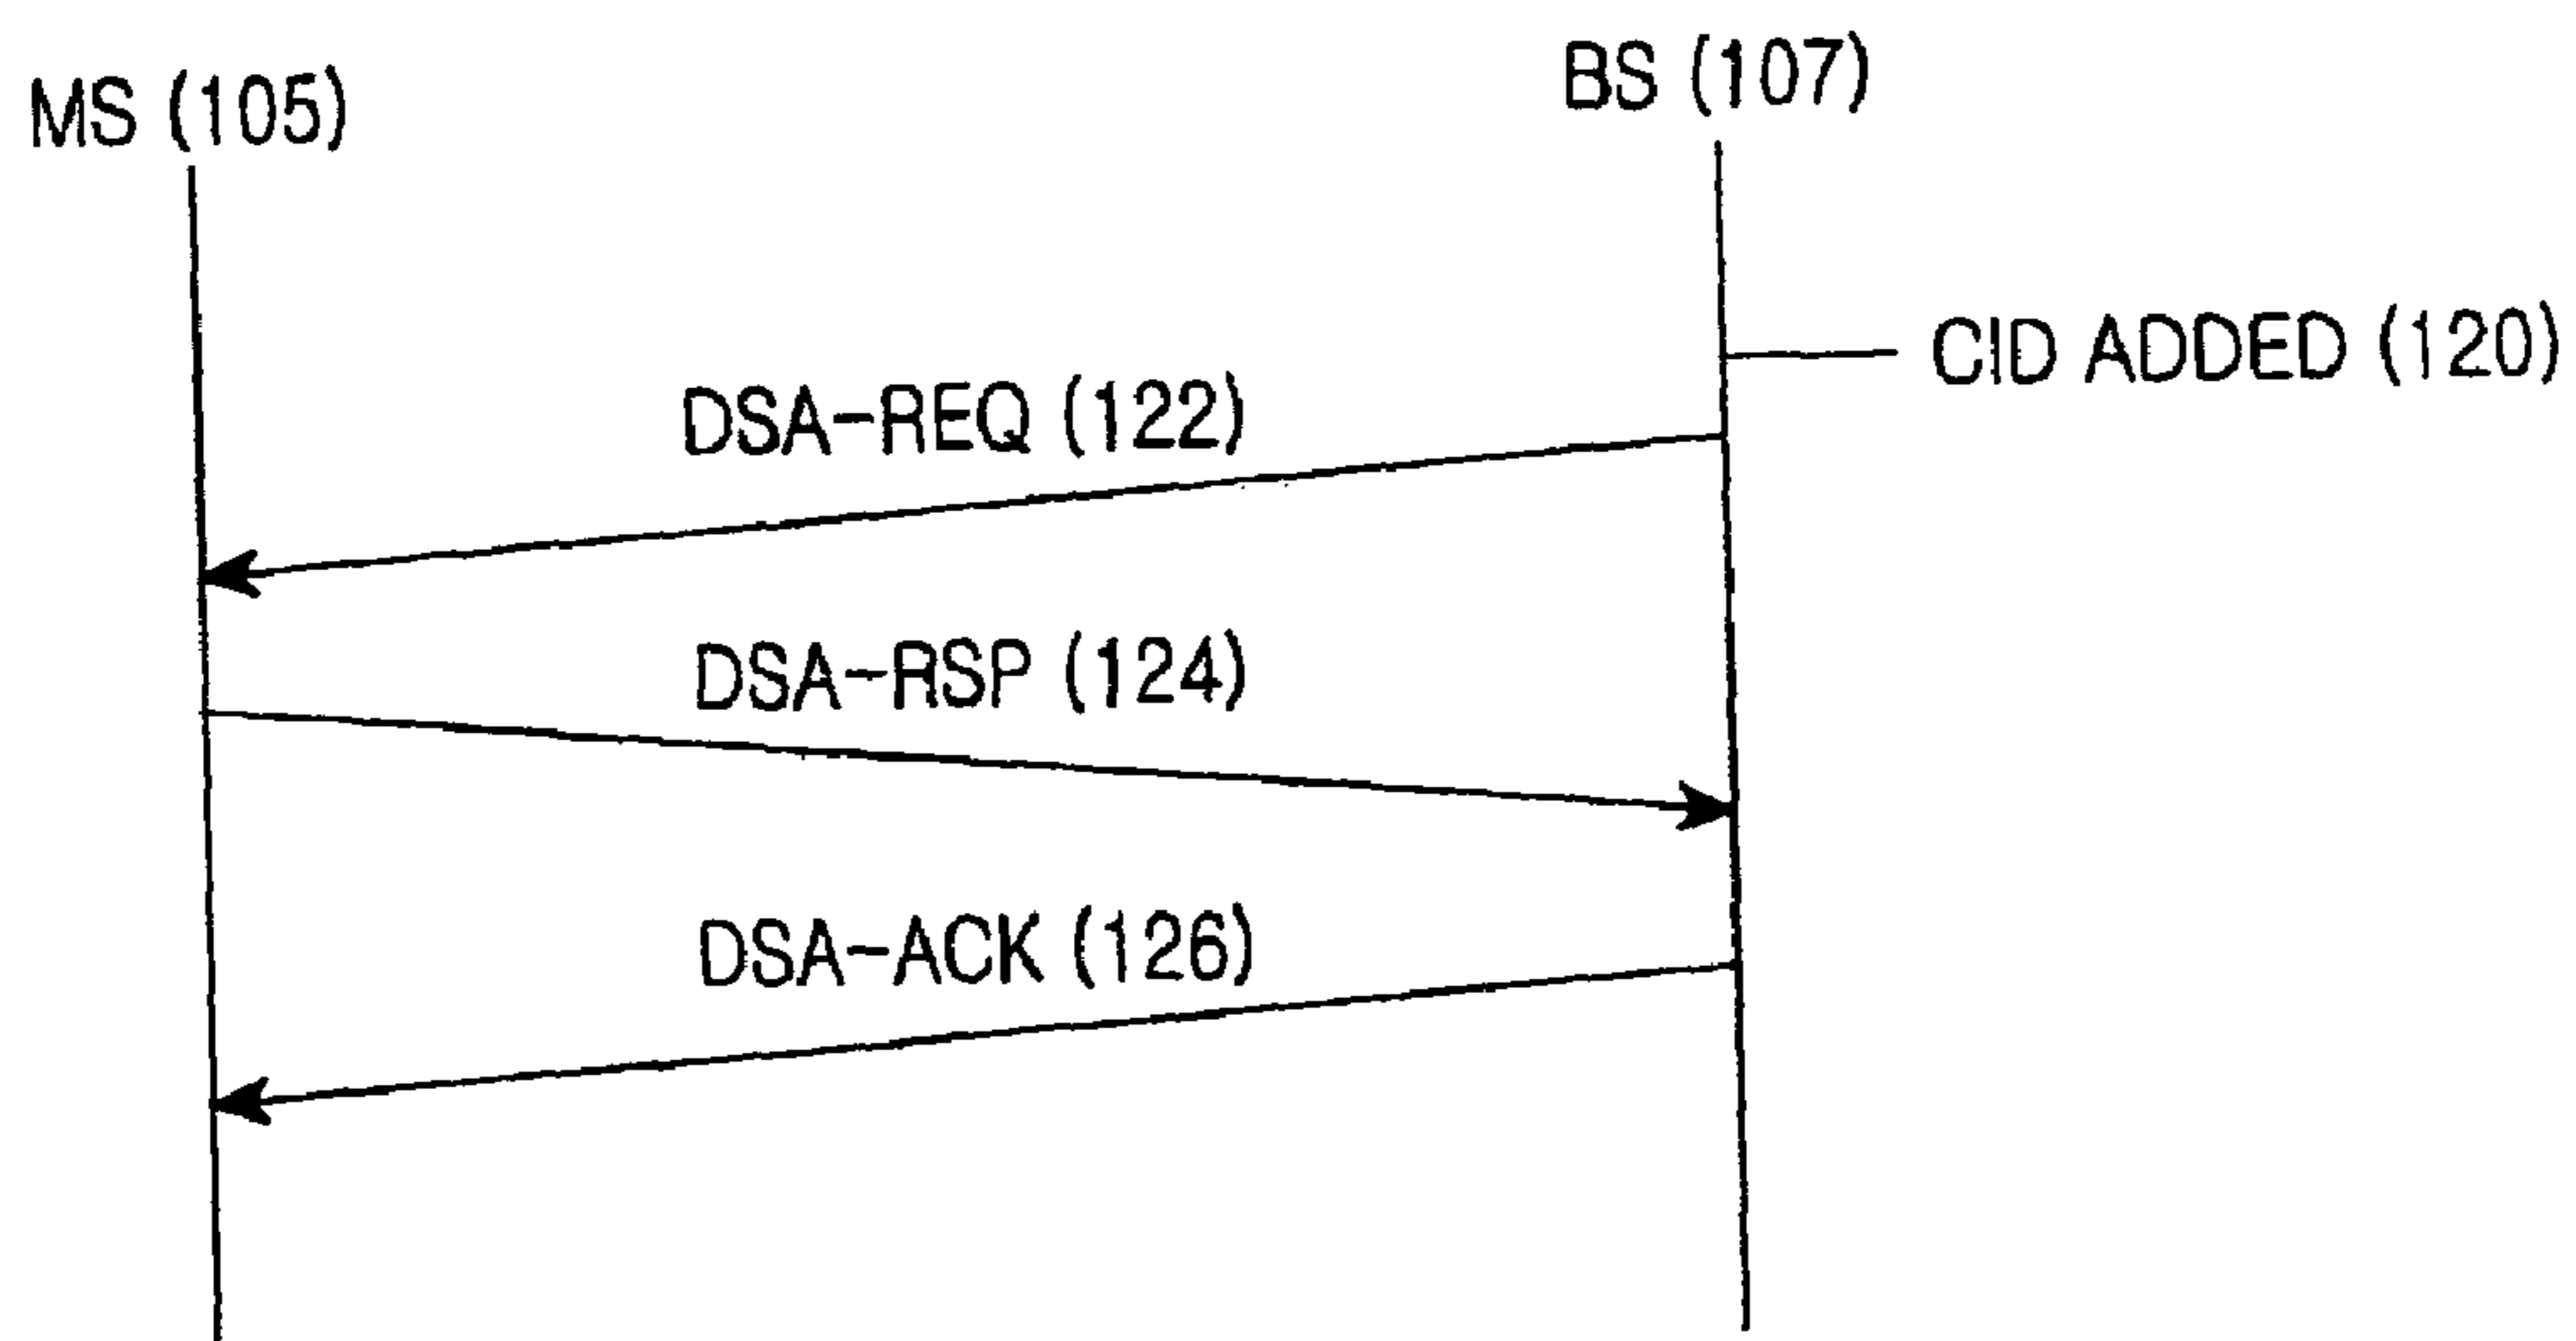 MS (105)
BS (107)
CID ADDED (120)
DSA-REQ (122)
DSA-RSP (124)
DSA-ACK (126)